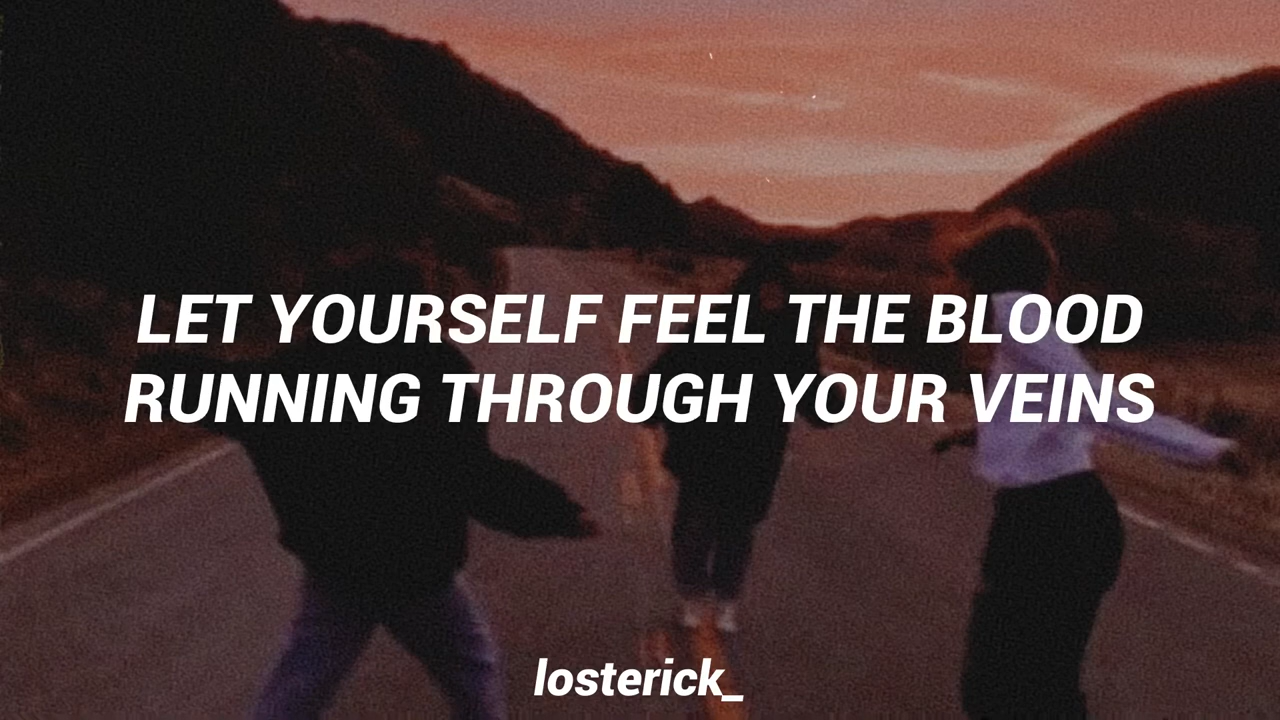 LET YOURSELF FEEL THE BLOOD
RUNNING THROUGH YOUR VEINS
losterick_